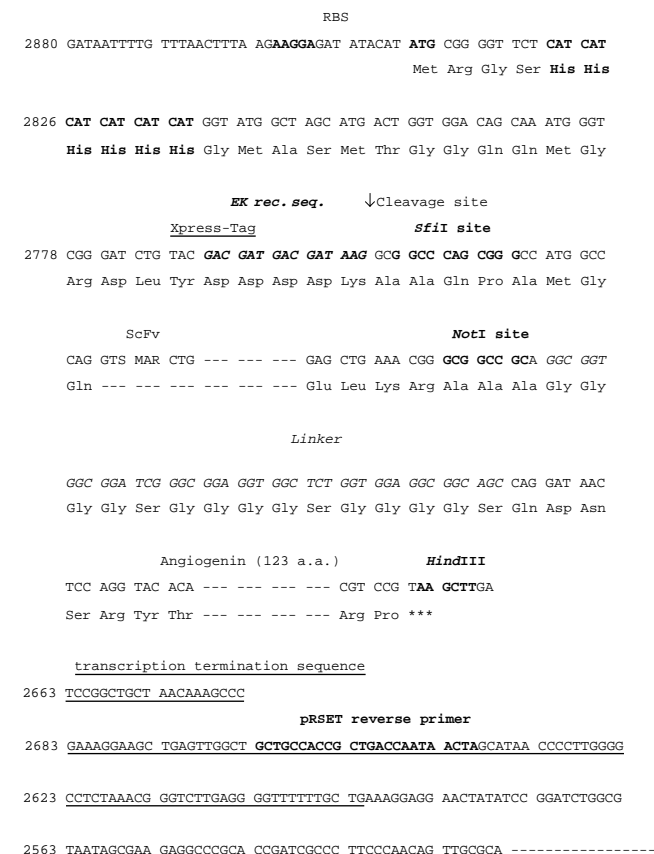 RBS
2880 GATAATTTTG TTTAACTTTA AGAAGGAGAT ATACAT ATG CGG GGT TCT CAT CAT
Met Arg Gly Ser His His
2826 CAT CAT CAT CAT GGT ATG GCT AGC ATG ACT GGT GGA CAG CAA ATG GGT
His His His His Gly Met Ala Ser Met Thr Gly Gly Gln Gln Met Gly
EK rec. seq. ↓Cleavage site
Xpress-Tag SfiI site
2778 CGG GAT CTG TAC GAC GAT GAC GAT AAG GCG GCC CAG CGG GCC ATG GCC
Arg Asp Leu Tyr Asp Asp Asp Asp Lys Ala Ala Gln Pro Ala Met Gly
ScFv NotI site
CAG GTS MAR CTG --- --- --- GAG CTG AAA CGG GCG GCC GCA GGC GGT
Gln --- --- --- --- --- --- Glu Leu Lys Arg Ala Ala Ala Gly Gly
Linker
GGC GGA TCG GGC GGA GGT GGC TCT GGT GGA GGC GGC AGC CAG GAT AAC
Gly Gly Ser Gly Gly Gly Gly Ser Gly Gly Gly Gly Ser Gln Asp Asn
Angiogenin (123 a.a.) HindIII
TCC AGG TAC ACA --- --- --- --- CGT CCG TAA GCTTGA
Ser Arg Tyr Thr --- --- --- --- Arg Pro ***
transcription termination sequence
2663 TCCGGCTGCT AACAAAGCCC
pRSET reverse primer
2683 GAAAGGAAGC TGAGTTGGCT GCTGCCACCG CTGACCAATA ACTAGCATAA CCCCTTGGGG
2623 CCTCTAAACG GGTCTTGAGG GGTTTTTTGC TGAAAGGAGG AACTATATCC GGATCTGGCG
2563 TAATAGCGAA GAGGCCCGCA CCGATCGCCC TTCCCAACAG TTGCGCA -----------------